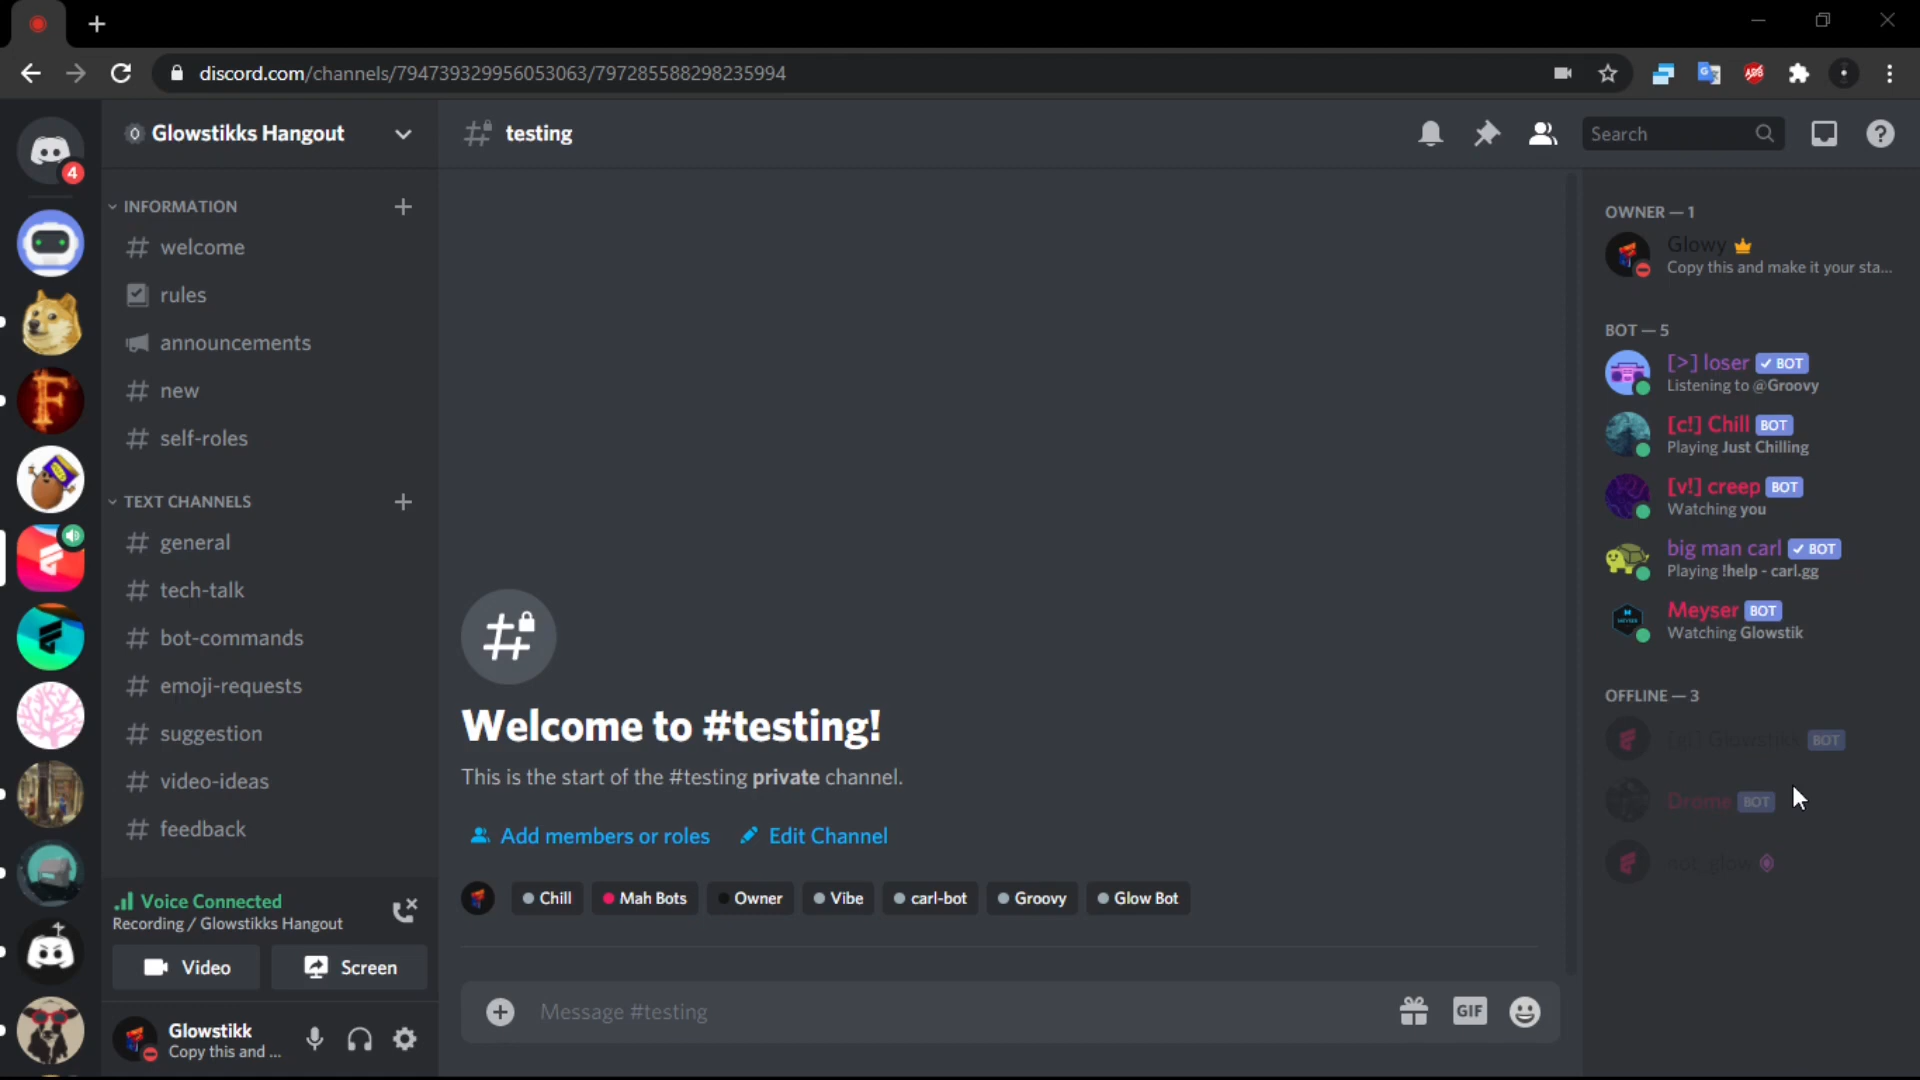 discord.com/channels/794739329956053063/797285588298235994
4
Glowstikks Hangout
testing
Search
INFORMATION
welcome
rules
announcements
new
self-roles
TEXT CHANNELS
general
tech-talk
bot-commands
emoji-requests
suggestion
video-ideas
feedback
Voice Connected
Recording / Glowstikks Hangout
Video
Screen
Glowstikk
Copy this and ...
Welcome to #testing!
This is the start of the #testing private channel.
Add members or roles
Edit Channel
Chill
Mah Bots
Owner
Vibe
carl-bot
Groovy
Glow Bot
Message #testing
GIF
OWNER — 1
Glowy
Copy this and make it your sta...
BOT — 5
[>] loser BOT
Listening to @Groovy
[c!] Chill BOT
Playing Just Chilling
[v!] creep BOT
Watching you
big man carl BOT
Playing !help - carl.gg
Meyser BOT
Watching Glowstik
OFFLINE — 3
BOT
Drome BOT
not_glow